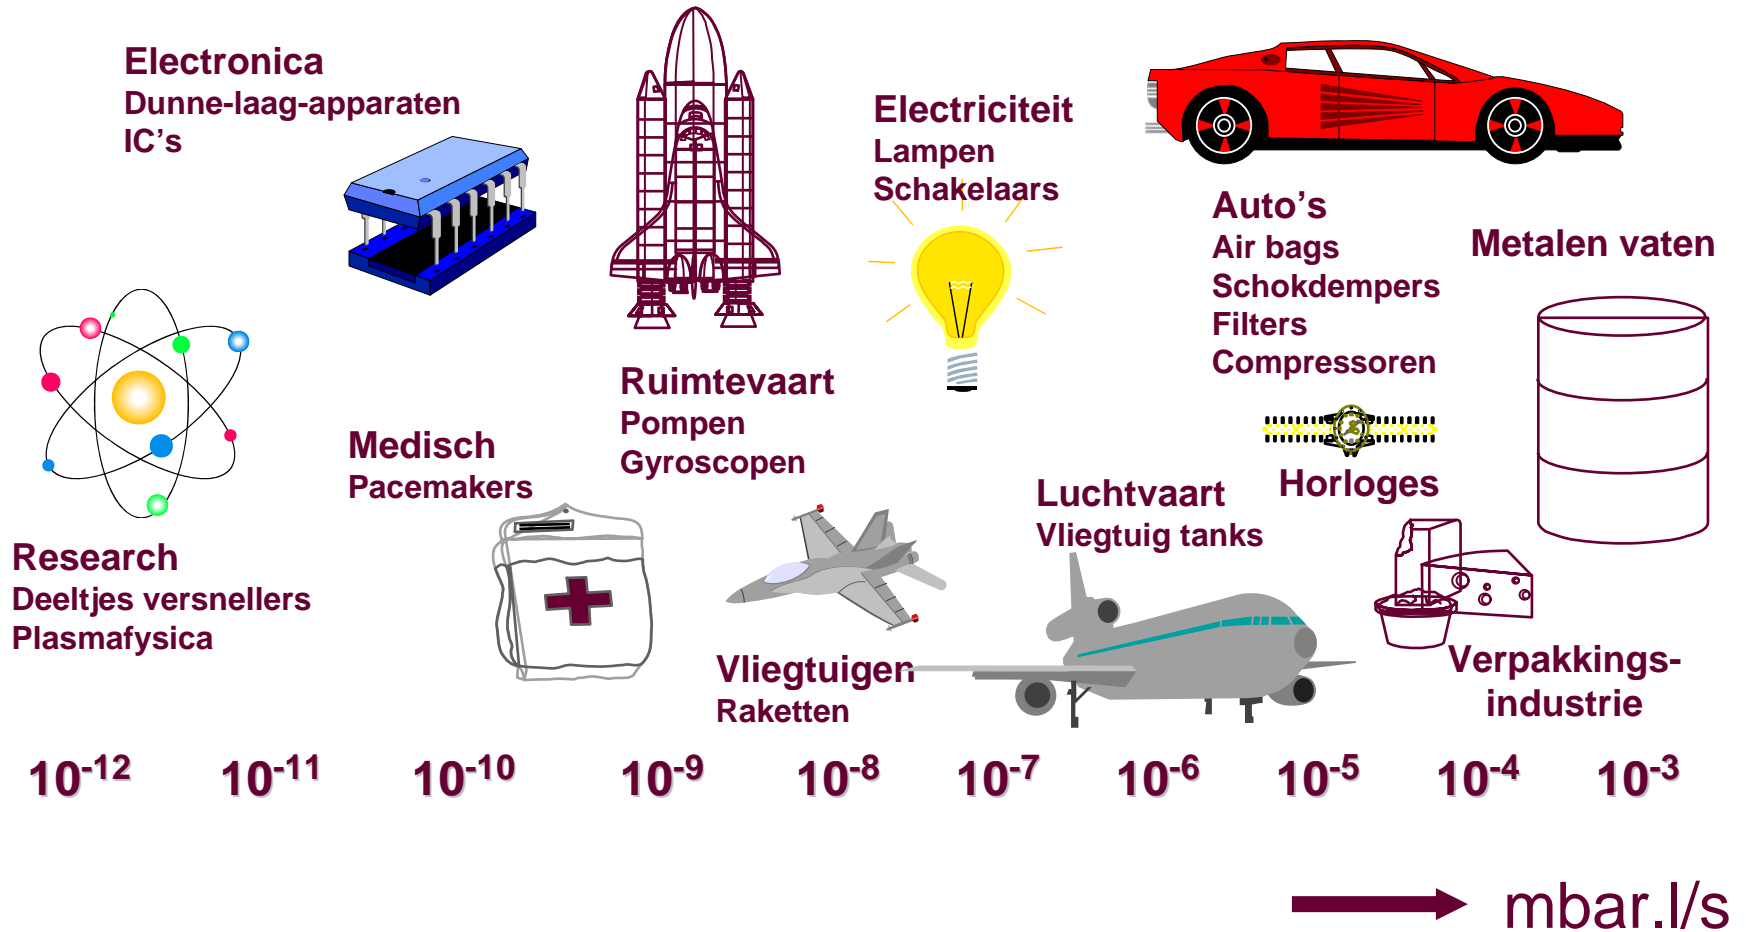 Electronica
Dunne-laag-apparaten
IC’s
Electriciteit
Lampen
Schakelaars
Auto’s
Air bags
Schokdempers
Filters
Compressoren
Metalen vaten
Ruimtevaart
Pompen
Gyroscopen
Medisch
Pacemakers
Horloges
Luchtvaart
Vliegtuig tanks
Research
Deeltjes versnellers
Plasmafysica
Vliegtuigen
Raketten
Verpakkings-
industrie
10⁻¹² 10⁻¹¹ 10⁻¹⁰ 10⁻⁹ 10⁻⁸ 10⁻⁷ 10⁻⁶ 10⁻⁵ 10⁻⁴ 10⁻³
mbar.l/s